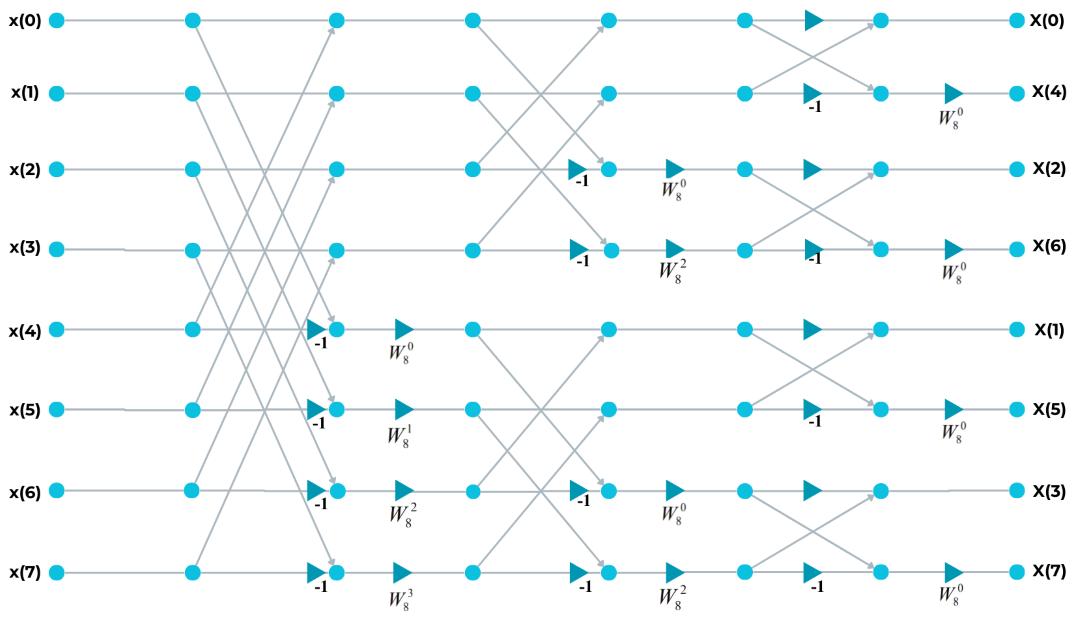 x(0) X(0)
x(1) -1 W_8^0 X(4)
x(2) -1 W_8^0 X(2)
x(3) -1 W_8^2 -1 W_8^0 X(6)
x(4) -1 W_8^0 X(1)
x(5) -1 W_8^1 -1 W_8^0 X(5)
x(6) -1 W_8^2 -1 W_8^0 X(3)
x(7) -1 W_8^3 -1 W_8^2 -1 W_8^0 X(7)